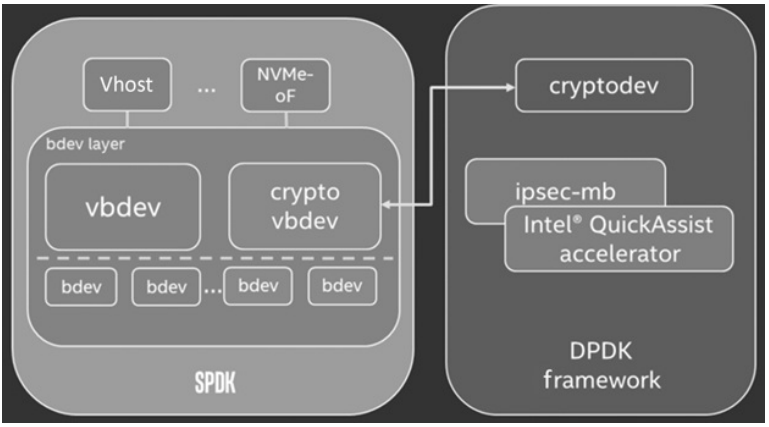 Vhost
...
NVMe-
oF
bdev layer
vbdev
crypto
vbdev
bdev
bdev
...
bdev
bdev
SPDK
cryptodev
ipsec-mb
Intel® QuickAssist
accelerator
DPDK
framework